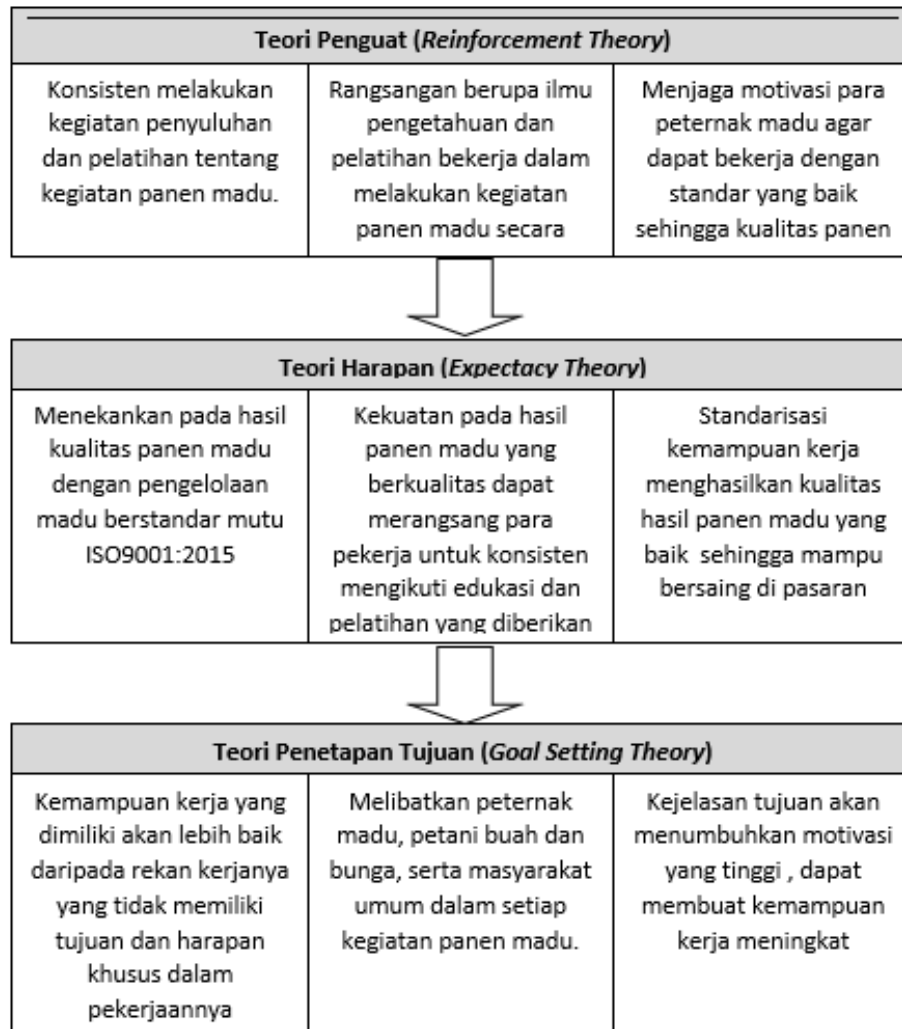 Teori Penguat (Reinforcement Theory)
Konsisten melakukan
kegiatan penyuluhan
dan pelatihan tentang
kegiatan panen madu.
Rangsangan berupa ilmu
pengetahuan dan
pelatihan bekerja dalam
melakukan kegiatan
panen madu secara
Menjaga motivasi para
peternak madu agar
dapat bekerja dengan
standar yang baik
sehingga kualitas panen
Teori Harapan (Expectacy Theory)
Menekankan pada hasil
kualitas panen madu
dengan pengelolaan
madu berstandar mutu
ISO9001:2015
Kekuatan pada hasil
panen madu yang
berkualitas dapat
merangsang para
pekerja untuk konsisten
mengikuti edukasi dan
pelatihan yang diberikan
Standarisasi
kemampuan kerja
menghasilkan kualitas
hasil panen madu yang
baik sehingga mampu
bersaing di pasaran
Teori Penetapan Tujuan (Goal Setting Theory)
Kemampuan kerja yang
dimiliki akan lebih baik
daripada rekan kerjanya
yang tidak memiliki
tujuan dan harapan
khusus dalam
pekerjaannya
Melibatkan peternak
madu, petani buah dan
bunga, serta masyarakat
umum dalam setiap
kegiatan panen madu.
Kejelasan tujuan akan
menumbuhkan motivasi
yang tinggi , dapat
membuat kemampuan
kerja meningkat